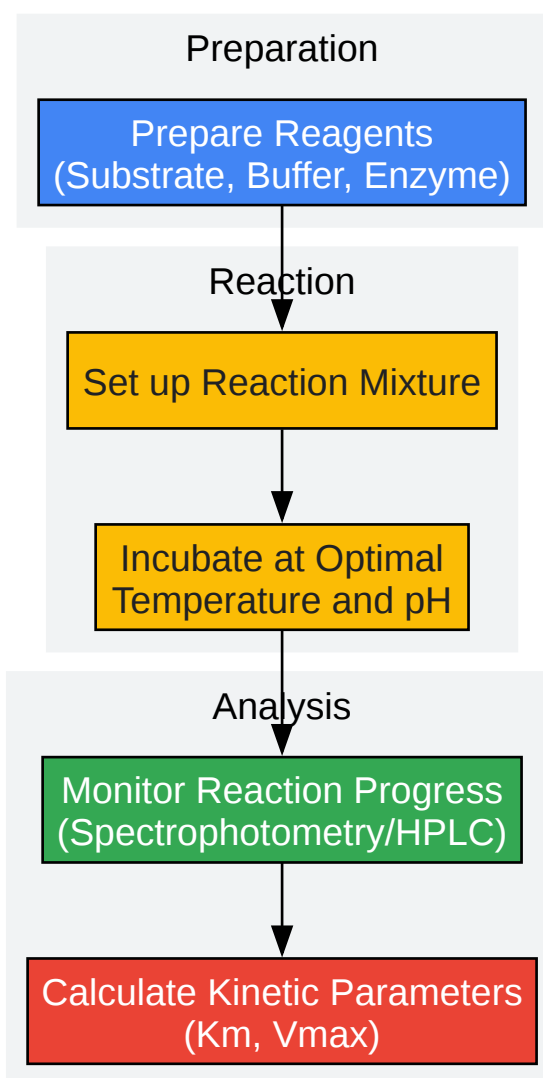 Preparation
Prepare Reagents
(Substrate, Buffer, Enzyme)
Reaction
Set up Reaction Mixture
Incubate at Optimal
Temperature and pH
Analysis
Monitor Reaction Progress
(Spectrophotometry/HPLC)
Calculate Kinetic Parameters
(Km, Vmax)